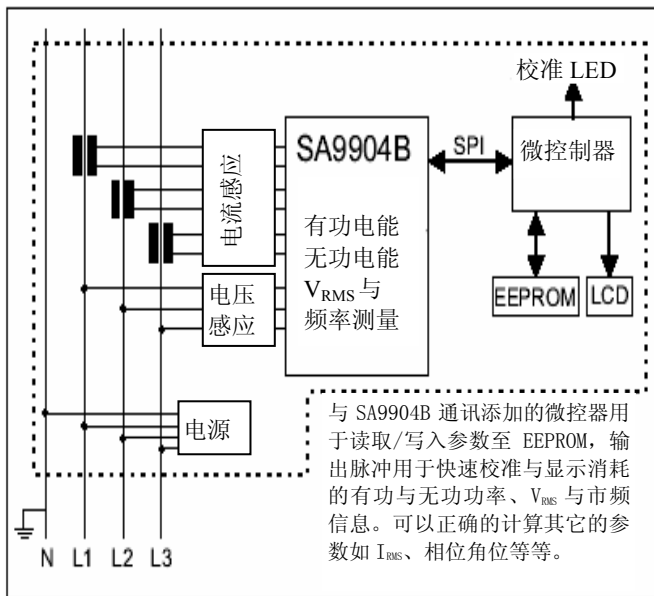 校准 LED
SA9904B
SPI
微控制器
电流感应
有功电能
无功电能
VRMS与
频率测量
电压
感应
EEPROM
LCD
电源
与 SA9904B 通讯添加的微控器用
于读取/写入参数至 EEPROM，输
出脉冲用于快速校准与显示消耗
的有功与无功功率、VRMS 与市频
信息。可以正确的计算其它的参
数如 IRMS、相位角位等等。
N L1 L2 L3